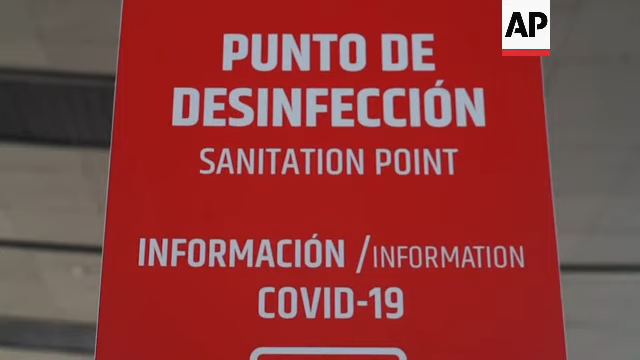 AP
PUNTO DE
DESINFECCIÓN
SANITATION POINT
INFORMACIÓN / INFORMATION
COVID-19